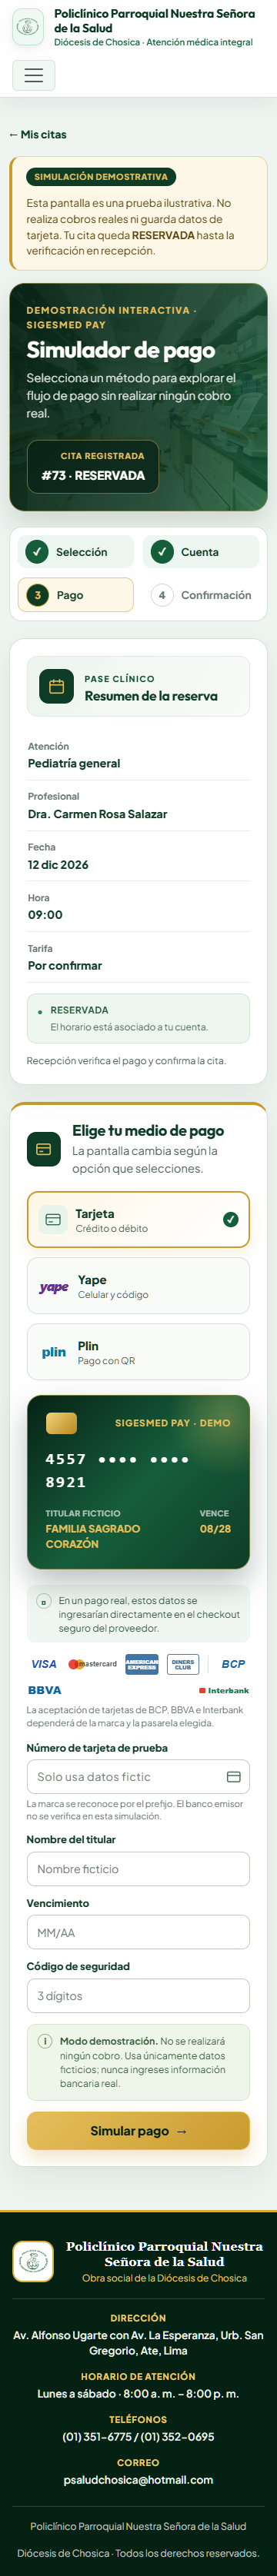 Policlínico Parroquial Nuestra Señora
de la Salud
Diócesis de Chosica · Atención médica integral
← Mis citas
SIMULACIÓN DEMOSTRATIVA
Esta pantalla es una prueba ilustrativa. No
realiza cobros reales ni guarda datos de
tarjeta. Tu cita queda RESERVADA hasta la
verificación en recepción.
DEMOSTRACIÓN INTERACTIVA ·
SIGESMED PAY
Simulador de pago
Selecciona un método para explorar el
flujo de pago sin realizar ningún cobro
real.
CITA REGISTRADA
#73 · RESERVADA
✓ Selección
✓ Cuenta
3 Pago
4 Confirmación
PASE CLÍNICO
Resumen de la reserva
Atención
Pediatría general
Profesional
Dra. Carmen Rosa Salazar
Fecha
12 dic 2026
Hora
09:00
Tarifa
Por confirmar
RESERVADA
El horario está asociado a tu cuenta.
Recepción verifica el pago y confirma la cita.
Elige tu medio de pago
La pantalla cambia según la
opción que selecciones.
Tarjeta
Crédito o débito
yape
Yape
Celular y código
plin
Plin
Pago con QR
SIGESMED PAY · DEMO
4557 •••• ••••
8921
TITULAR FICTICIO
FAMILIA SAGRADO
CORAZÓN
VENCE
08/28
En un pago real, estos datos se
ingresarían directamente en el checkout
seguro del proveedor.
VISA
mastercard
AMERICAN
EXPRESS
DINERS
CLUB
BCP
BBVA
Interbank
La aceptación de tarjetas de BCP, BBVA e Interbank
dependerá de la marca y la pasarela elegida.
Número de tarjeta de prueba
Solo usa datos fictic
La marca se reconoce por el prefijo. El banco emisor
no se verifica en esta simulación.
Nombre del titular
Nombre ficticio
Vencimiento
MM/AA
Código de seguridad
3 dígitos
i Modo demostración. No se realizará
ningún cobro. Usa únicamente datos
ficticios; nunca ingreses información
bancaria real.
Simular pago →
Policlínico Parroquial Nuestra
Señora de la Salud
Obra social de la Diócesis de Chosica
DIRECCIÓN
Av. Alfonso Ugarte con Av. La Esperanza, Urb. San
Gregorio, Ate, Lima
HORARIO DE ATENCIÓN
Lunes a sábado · 8:00 a. m. – 8:00 p. m.
TELÉFONOS
(01) 351-6775 / (01) 352-0695
CORREO
psaludchosica@hotmail.com
Policlínico Parroquial Nuestra Señora de la Salud
Diócesis de Chosica · Todos los derechos reservados.